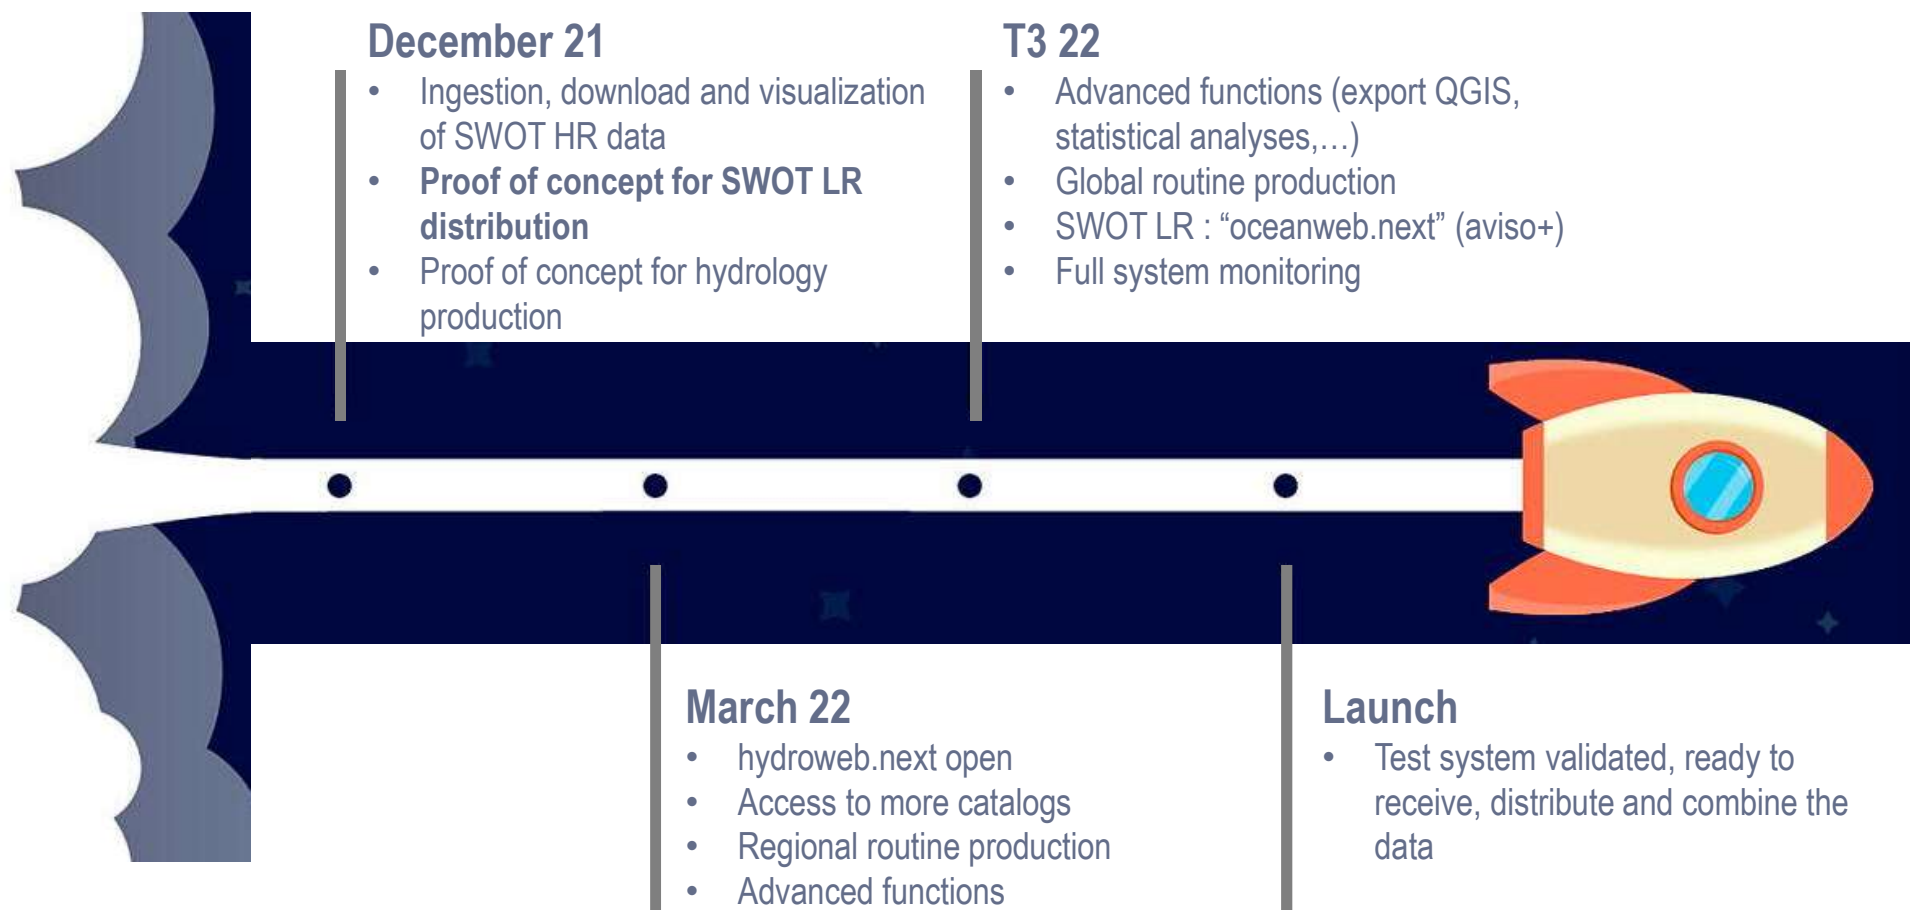 December 21
• Ingestion, download and visualization
of SWOT HR data
• Proof of concept for SWOT LR
distribution
• Proof of concept for hydrology
production
T3 22
• Advanced functions (export QGIS,
statistical analyses,…)
• Global routine production
• SWOT LR : “oceanweb.next” (aviso+)
• Full system monitoring
March 22
• hydroweb.next open
• Access to more catalogs
• Regional routine production
• Advanced functions
Launch
• Test system validated, ready to
receive, distribute and combine the
data